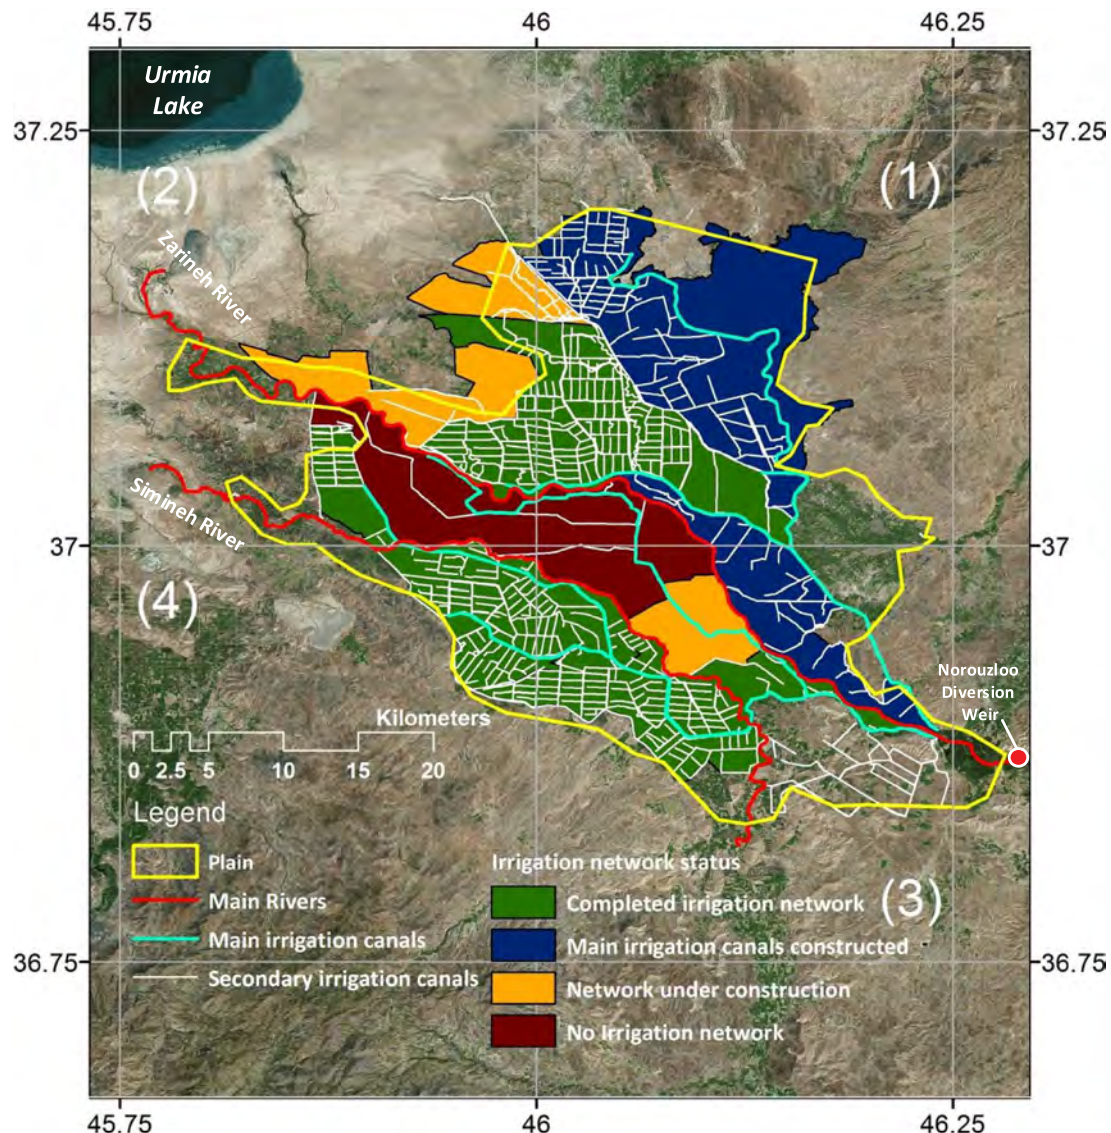 45.75
46
46.25
Urmia
Lake
37.25
37.25
(2)
(1)
Zarineh River
Simineh River
37
37
(4)
Norouzloo
Diversion
Weir
Kilometers
0 2.5 5 10 15 20
Legend
Plain
Main Rivers
Main irrigation canals
Secondary irrigation canals
Irrigation network status
Completed irrigation network
(3)
Main irrigation canals constructed
Network under construction
No Irrigation network
36.75
36.75
45.75
46
46.25